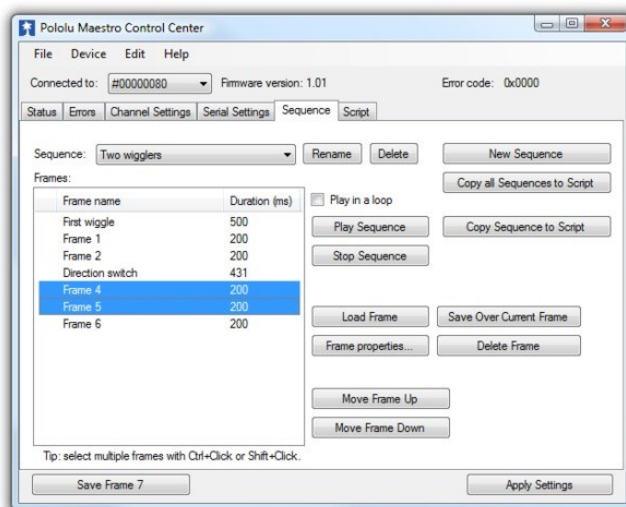 Pololu Maestro Control Center
File Device Edit Help
Connected to: #00000080 Firmware version: 1.01 Error code: 0x0000
Status Errors Channel Settings Serial Settings Sequence Script
Sequence: Two wigglers Rename Delete New Sequence
Frames: Copy all Sequences to Script
Frame name Duration (ms) Play in a loop
First wiggle 500 Play Sequence Copy Sequence to Script
Frame 1 200
Frame 2 200 Stop Sequence
Direction switch 431
Frame 4 200
Frame 5 200 Load Frame Save Over Current Frame
Frame 6 200
Frame properties... Delete Frame
Move Frame Up
Move Frame Down
Tip: select multiple frames with Ctrl+Click or Shift+Click.
Save Frame 7 Apply Settings